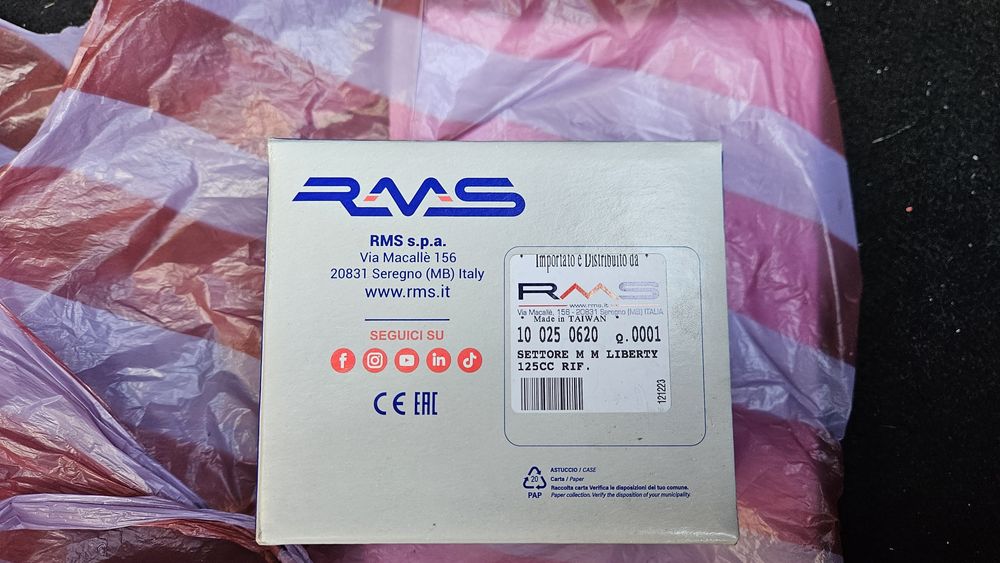 RMS
RMS s.p.a.
Via Macallè 156
20831 Seregno (MB) Italy
www.rms.it
SEGUICI SU
CE EAC
Importato e Distribuito da
RMS
www.rms.it
Via Macallè, 156 - 20831 Seregno (MB) ITALIA
* Made in TAIWAN *
10 025 0620 Q.0001
SETTORE M M LIBERTY
125CC RIF.
121223
20
PAP
ASTUCCIO / CASE
Carta / Paper
Raccolta carta Verifica le disposizioni del tuo comune.
Paper collection. Verify the disposition of your municipality.